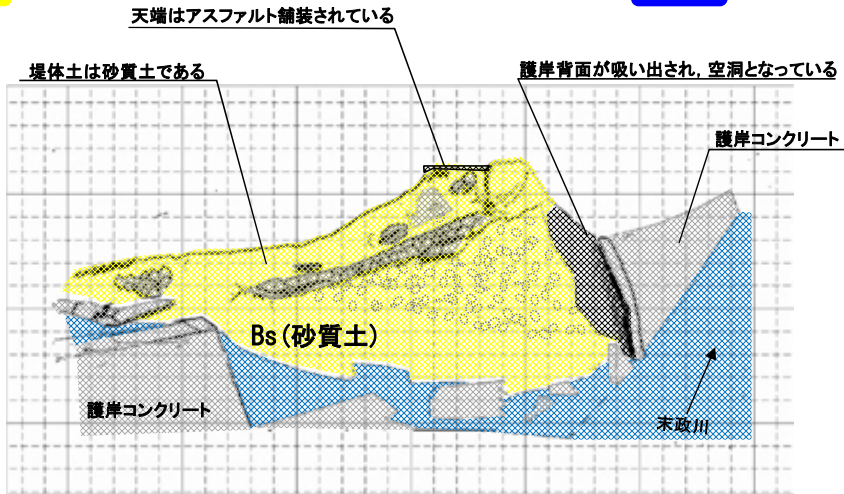 天端はアスファルト舗装されている
堤体土は砂質土である
護岸背面が吸い出され，空洞となっている
護岸コンクリート
Bs(砂質土)
護岸コンクリート
末政川